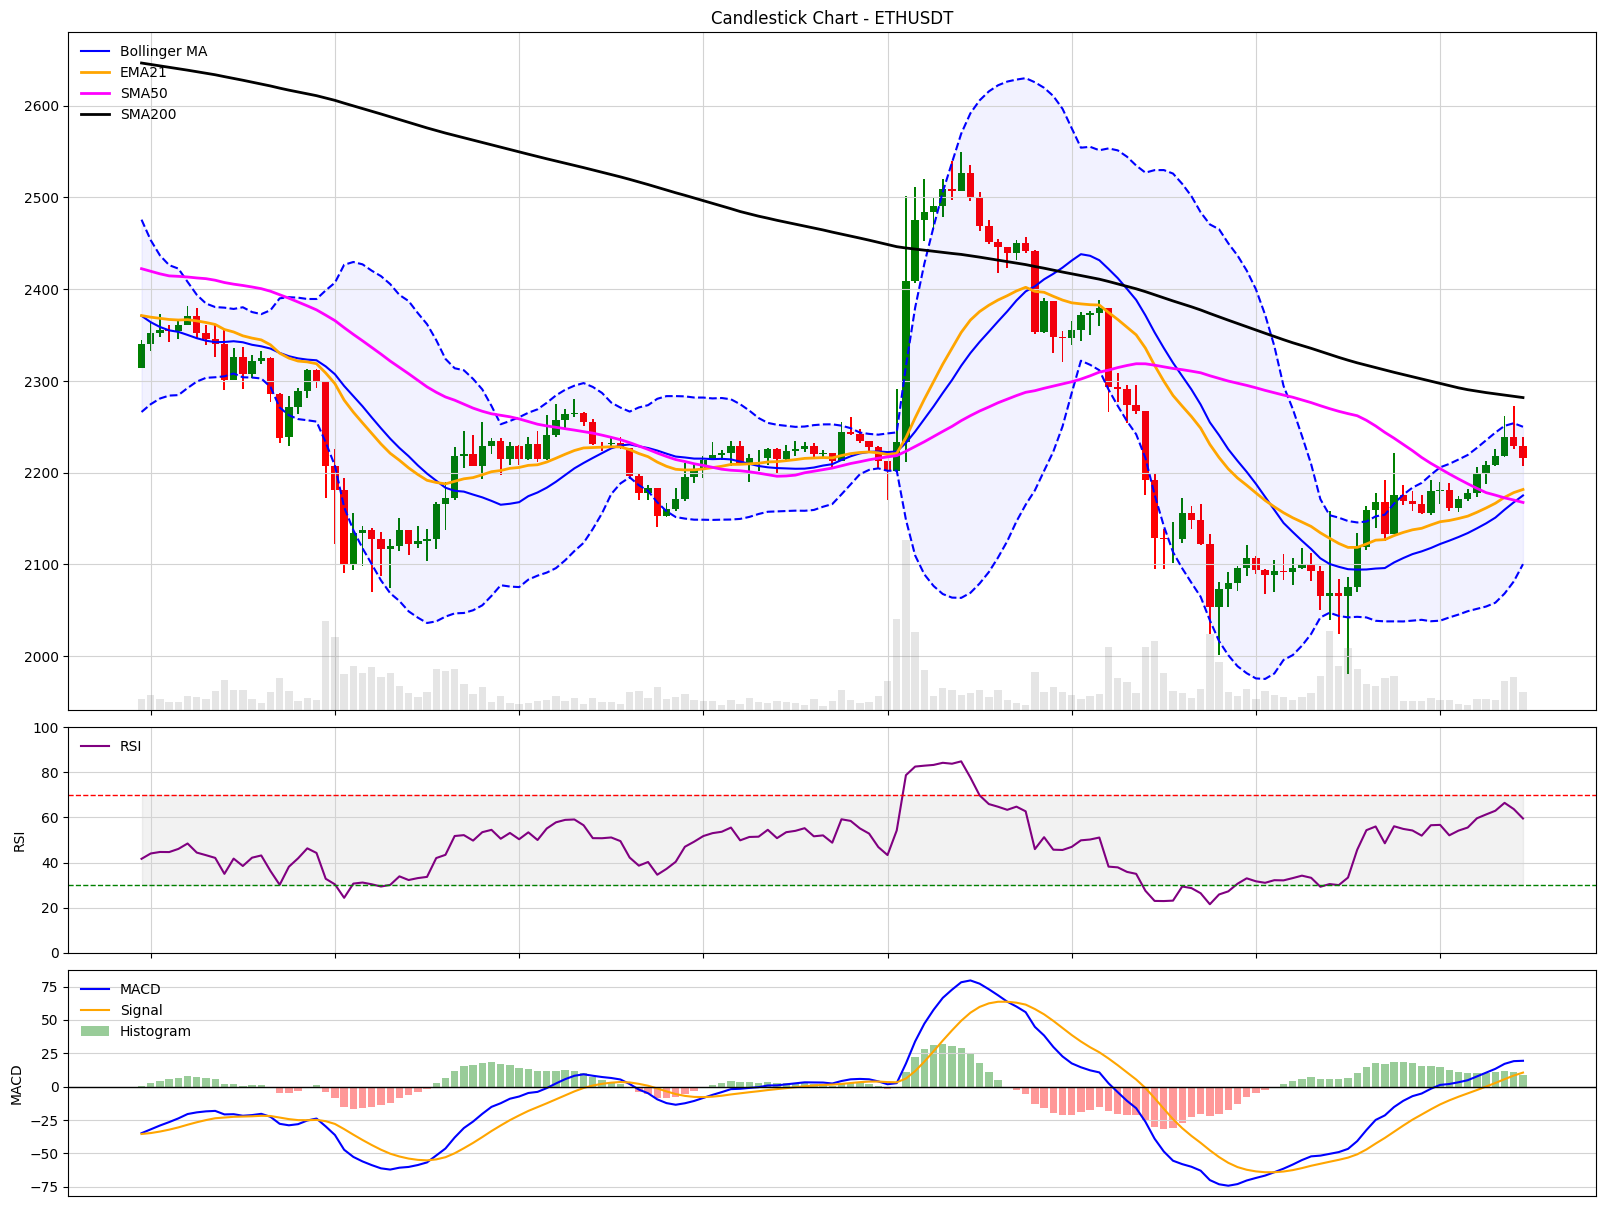 Candlestick Chart - ETHUSDT
Bollinger MA
EMA21
SMA50
SMA200
2600
2500
2400
2300
2200
2100
2000
RSI
100
80
60
40
20
0
RSI
MACD
Signal
Histogram
75
50
25
0
−25
−50
−75
MACD